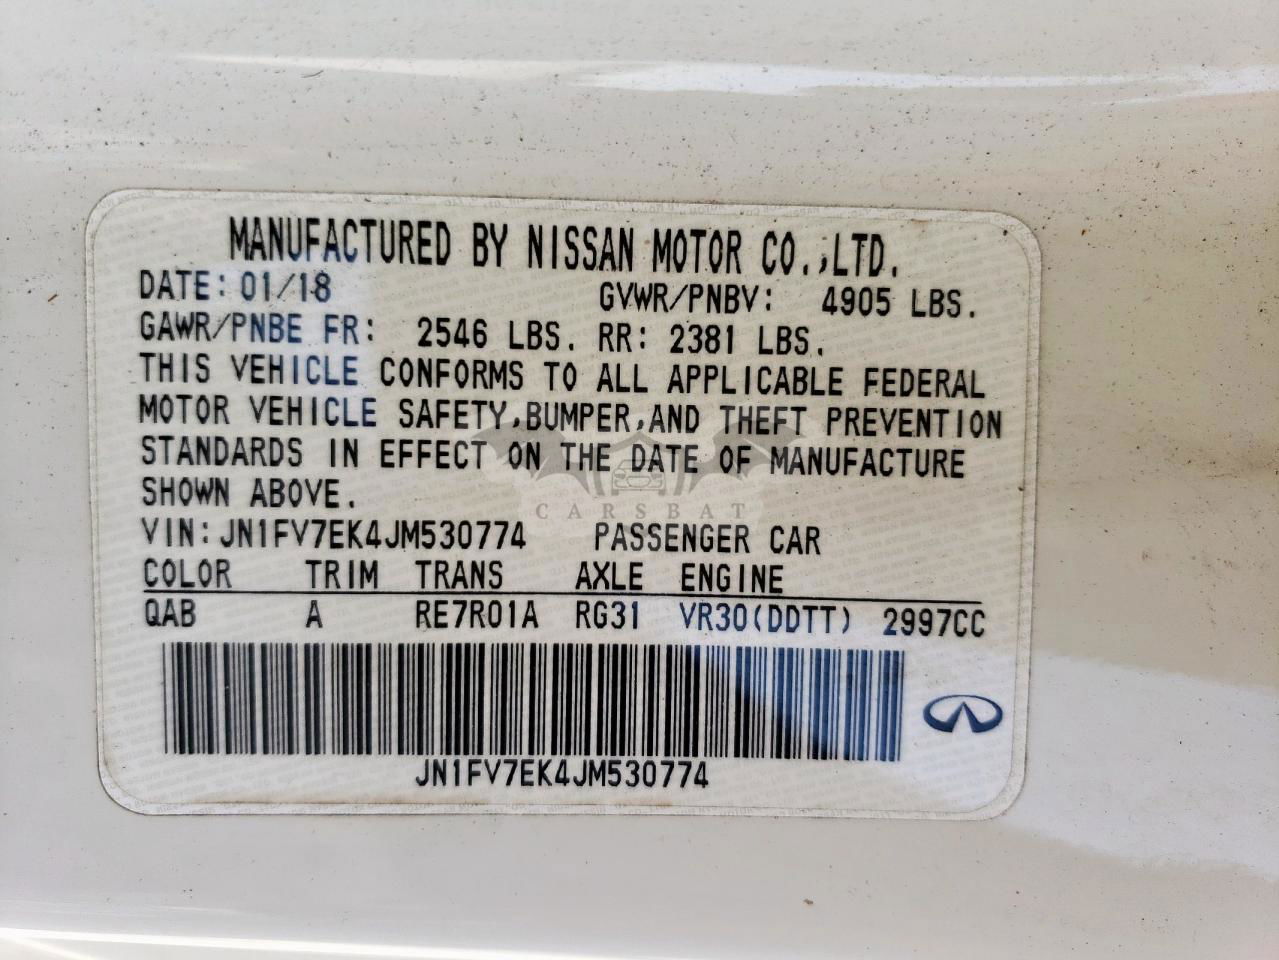 MANUFACTURED BY NISSAN MOTOR CO.,LTD.
DATE: 01/18 GVWR/PNBV: 4905 LBS.
GAWR/PNBE FR: 2546 LBS. RR: 2381 LBS.
THIS VEHICLE CONFORMS TO ALL APPLICABLE FEDERAL
MOTOR VEHICLE SAFETY,BUMPER,AND THEFT PREVENTION
STANDARDS IN EFFECT ON THE DATE OF MANUFACTURE
SHOWN ABOVE.
CARSBAT
VIN:JN1FV7EK4JM530774 PASSENGER CAR
COLOR TRIM TRANS AXLE ENGINE
QAB A RE7R01A RG31 VR30(DDTT) 2997CC
JN1FV7EK4JM530774